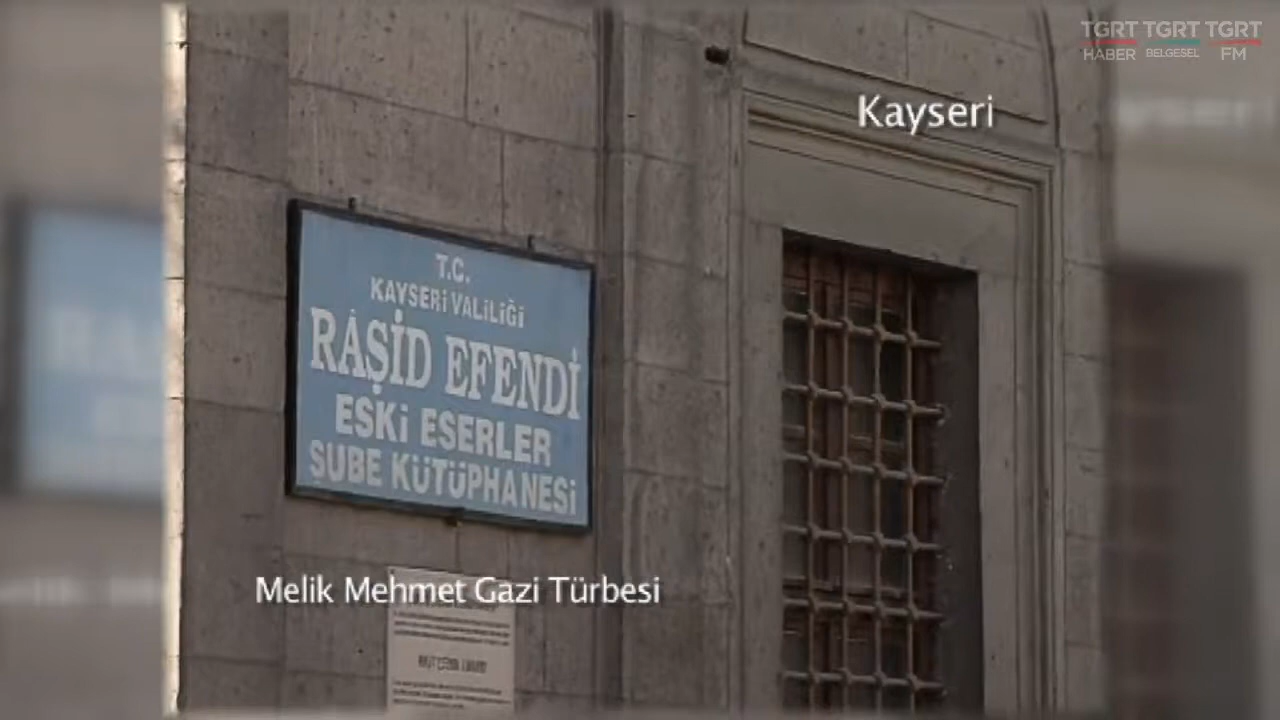 TGRT TGRT TGRT
HABER BELGESEL FM
Kayseri
T.C.
KAYSERİ VALİLİĞİ
RAŞİD EFENDİ
ESKİ ESERLER
ŞUBE KÜTÜPHANESİ
Melik Mehmet Gazi Türbesi